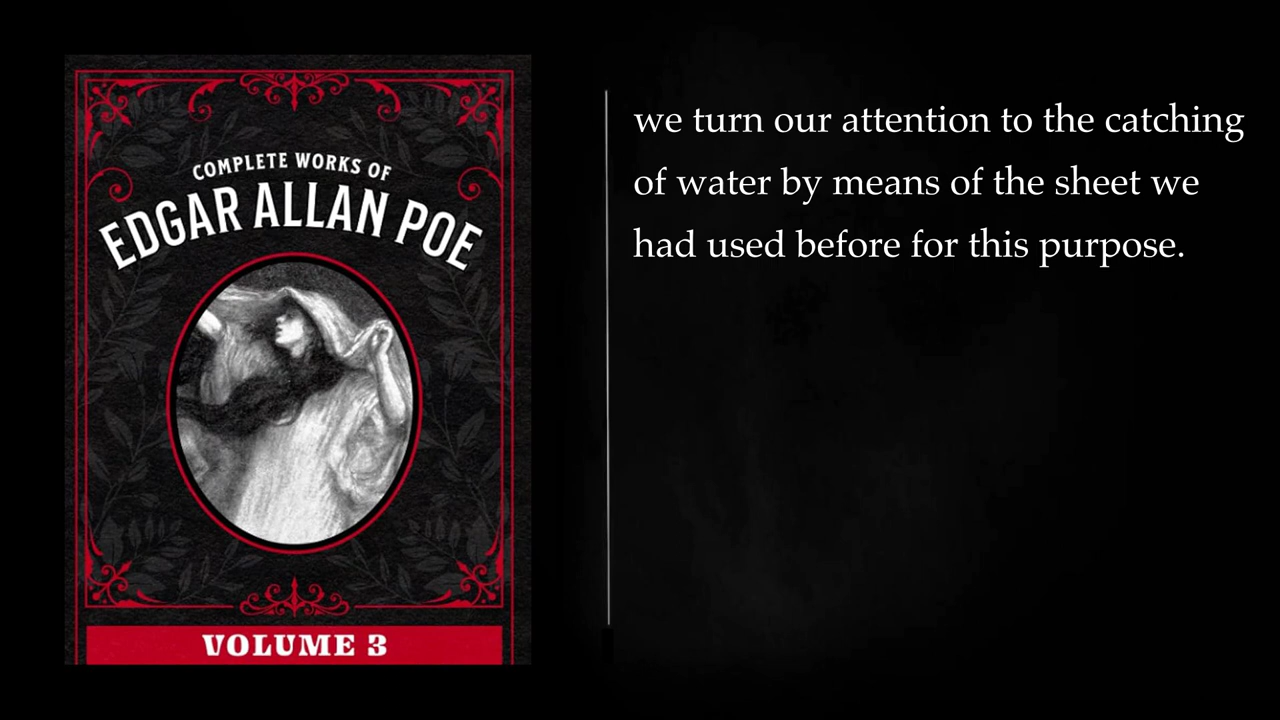 COMPLETE WORKS OF
EDGAR ALLAN POE
VOLUME 3
we turn our attention to the catching
of water by means of the sheet we
had used before for this purpose.